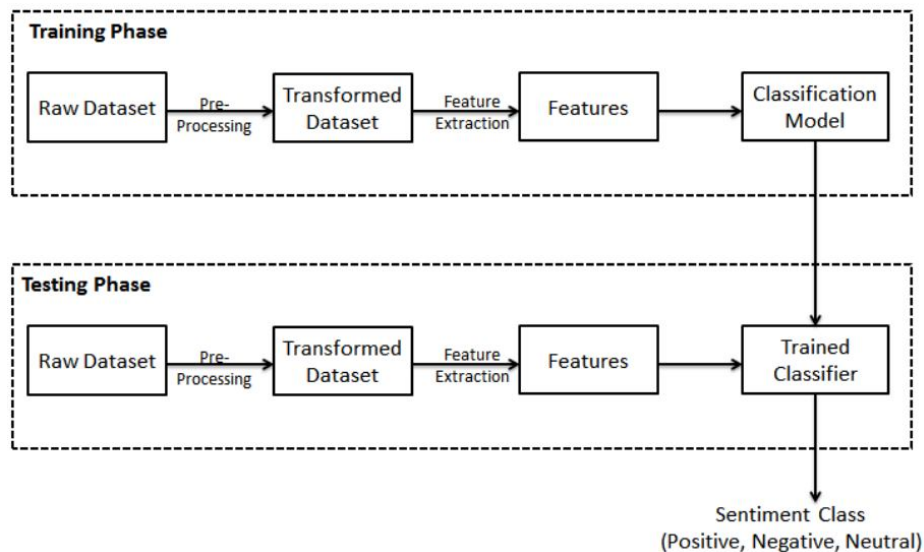 Training Phase
Raw Dataset
Pre-
Processing
Transformed
Dataset
Feature
Extraction
Features
Classification
Model
Testing Phase
Raw Dataset
Pre-
Processing
Transformed
Dataset
Feature
Extraction
Features
Trained
Classifier
Sentiment Class
(Positive, Negative, Neutral)